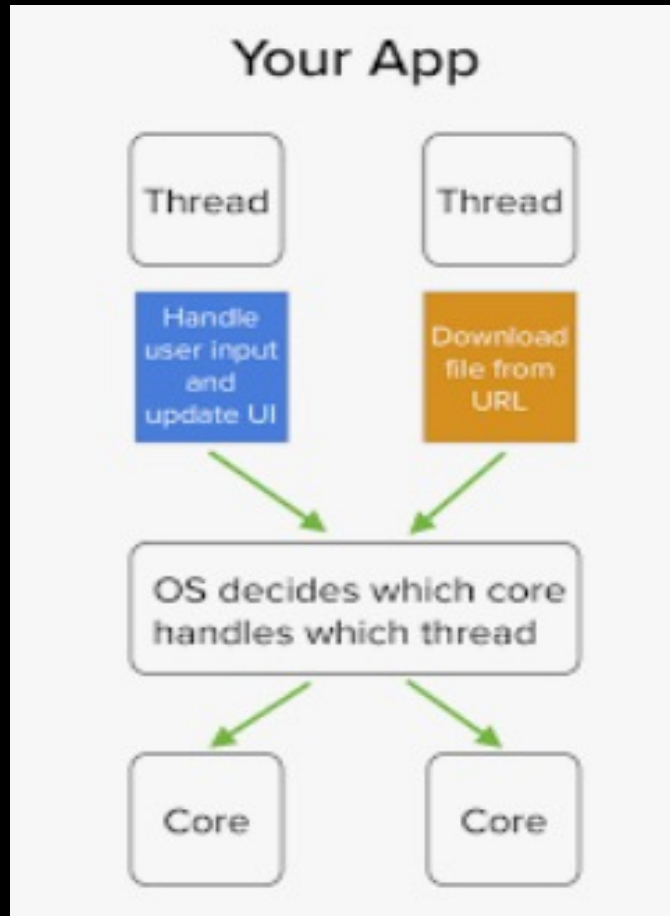 Your App
Thread
Thread
Handle
user input
and
update UI
Download
file from
URL
OS decides which core
handles which thread
Core
Core